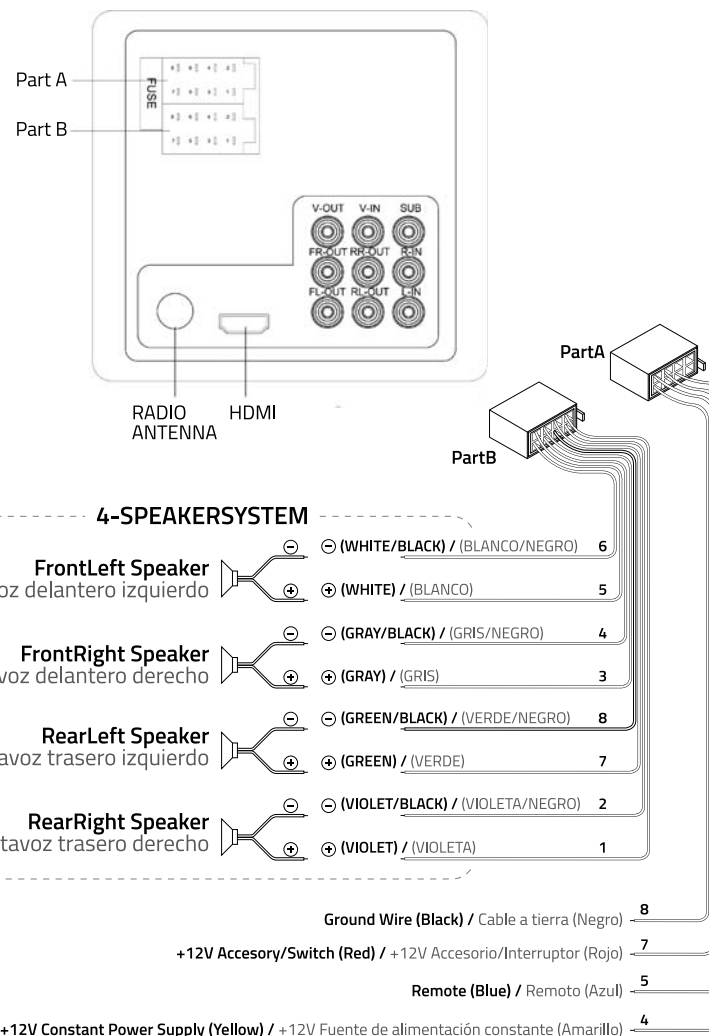 Part A
FUSE
Part B
V-OUT V-IN SUB
FR-OUT RR-OUT R-IN
FL-OUT RL-OUT L-IN
RADIO ANTENNA HDMI
PartA
PartB
4-SPEAKERSYSTEM
FrontLeft Speaker
delantero izquierdo
(WHITE/BLACK) / (BLANCO/NEGRO) 6
(WHITE) / (BLANCO) 5
FrontRight Speaker
delantero derecho
(GRAY/BLACK) / (GRIS/NEGRO) 4
(GRAY) / (GRIS) 3
RearLeft Speaker
trasero izquierdo
(GREEN/BLACK) / (VERDE/NEGRO) 8
(GREEN) / (VERDE) 7
RearRight Speaker
trasero derecho
(VIOLET/BLACK) / (VIOLETA/NEGRO) 2
(VIOLET) / (VIOLETA) 1
Ground Wire (Black) / Cable a tierra (Negro) 8
+12V Accesory/Switch (Red) / +12V Accesorio/Interruptor (Rojo) 7
Remote (Blue) / Remoto (Azul) 5
+12V Constant Power Supply (Yellow) / +12V Fuente de alimentación constante (Amarillo) 4